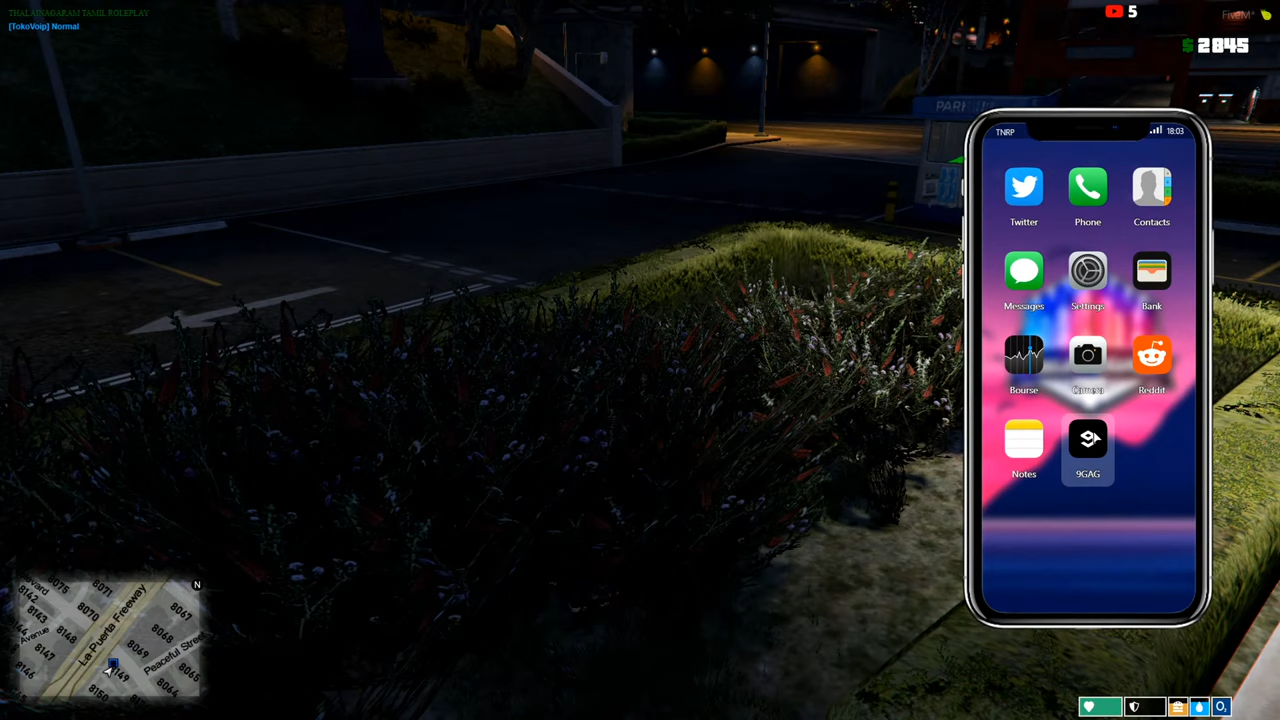 THALAINAGARAM TAMIL ROLEPLAY
[TokoVoip] Normal
5
FiveM
$2845
PARKING
TNRP
18:03
Twitter
Phone
Contacts
Messages
Settings
Bank
Bourse
Camera
Reddit
Notes
9GAG
N
8075
8071
8142
8143
8070
8067
8148
8068
Avenue
8147
La Puerta Freeway
8069
Peaceful Street
8146
8149
8065
8064
8150
O₂